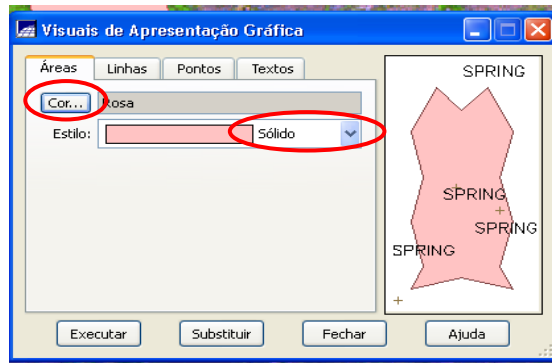 Visuais de Apresentação Gráfica
Áreas Linhas Pontos Textos
Cor... Rosa
Estilo: Sólido
SPRING
SPRING
SPRING
SPRING
Executar Substituir Fechar Ajuda